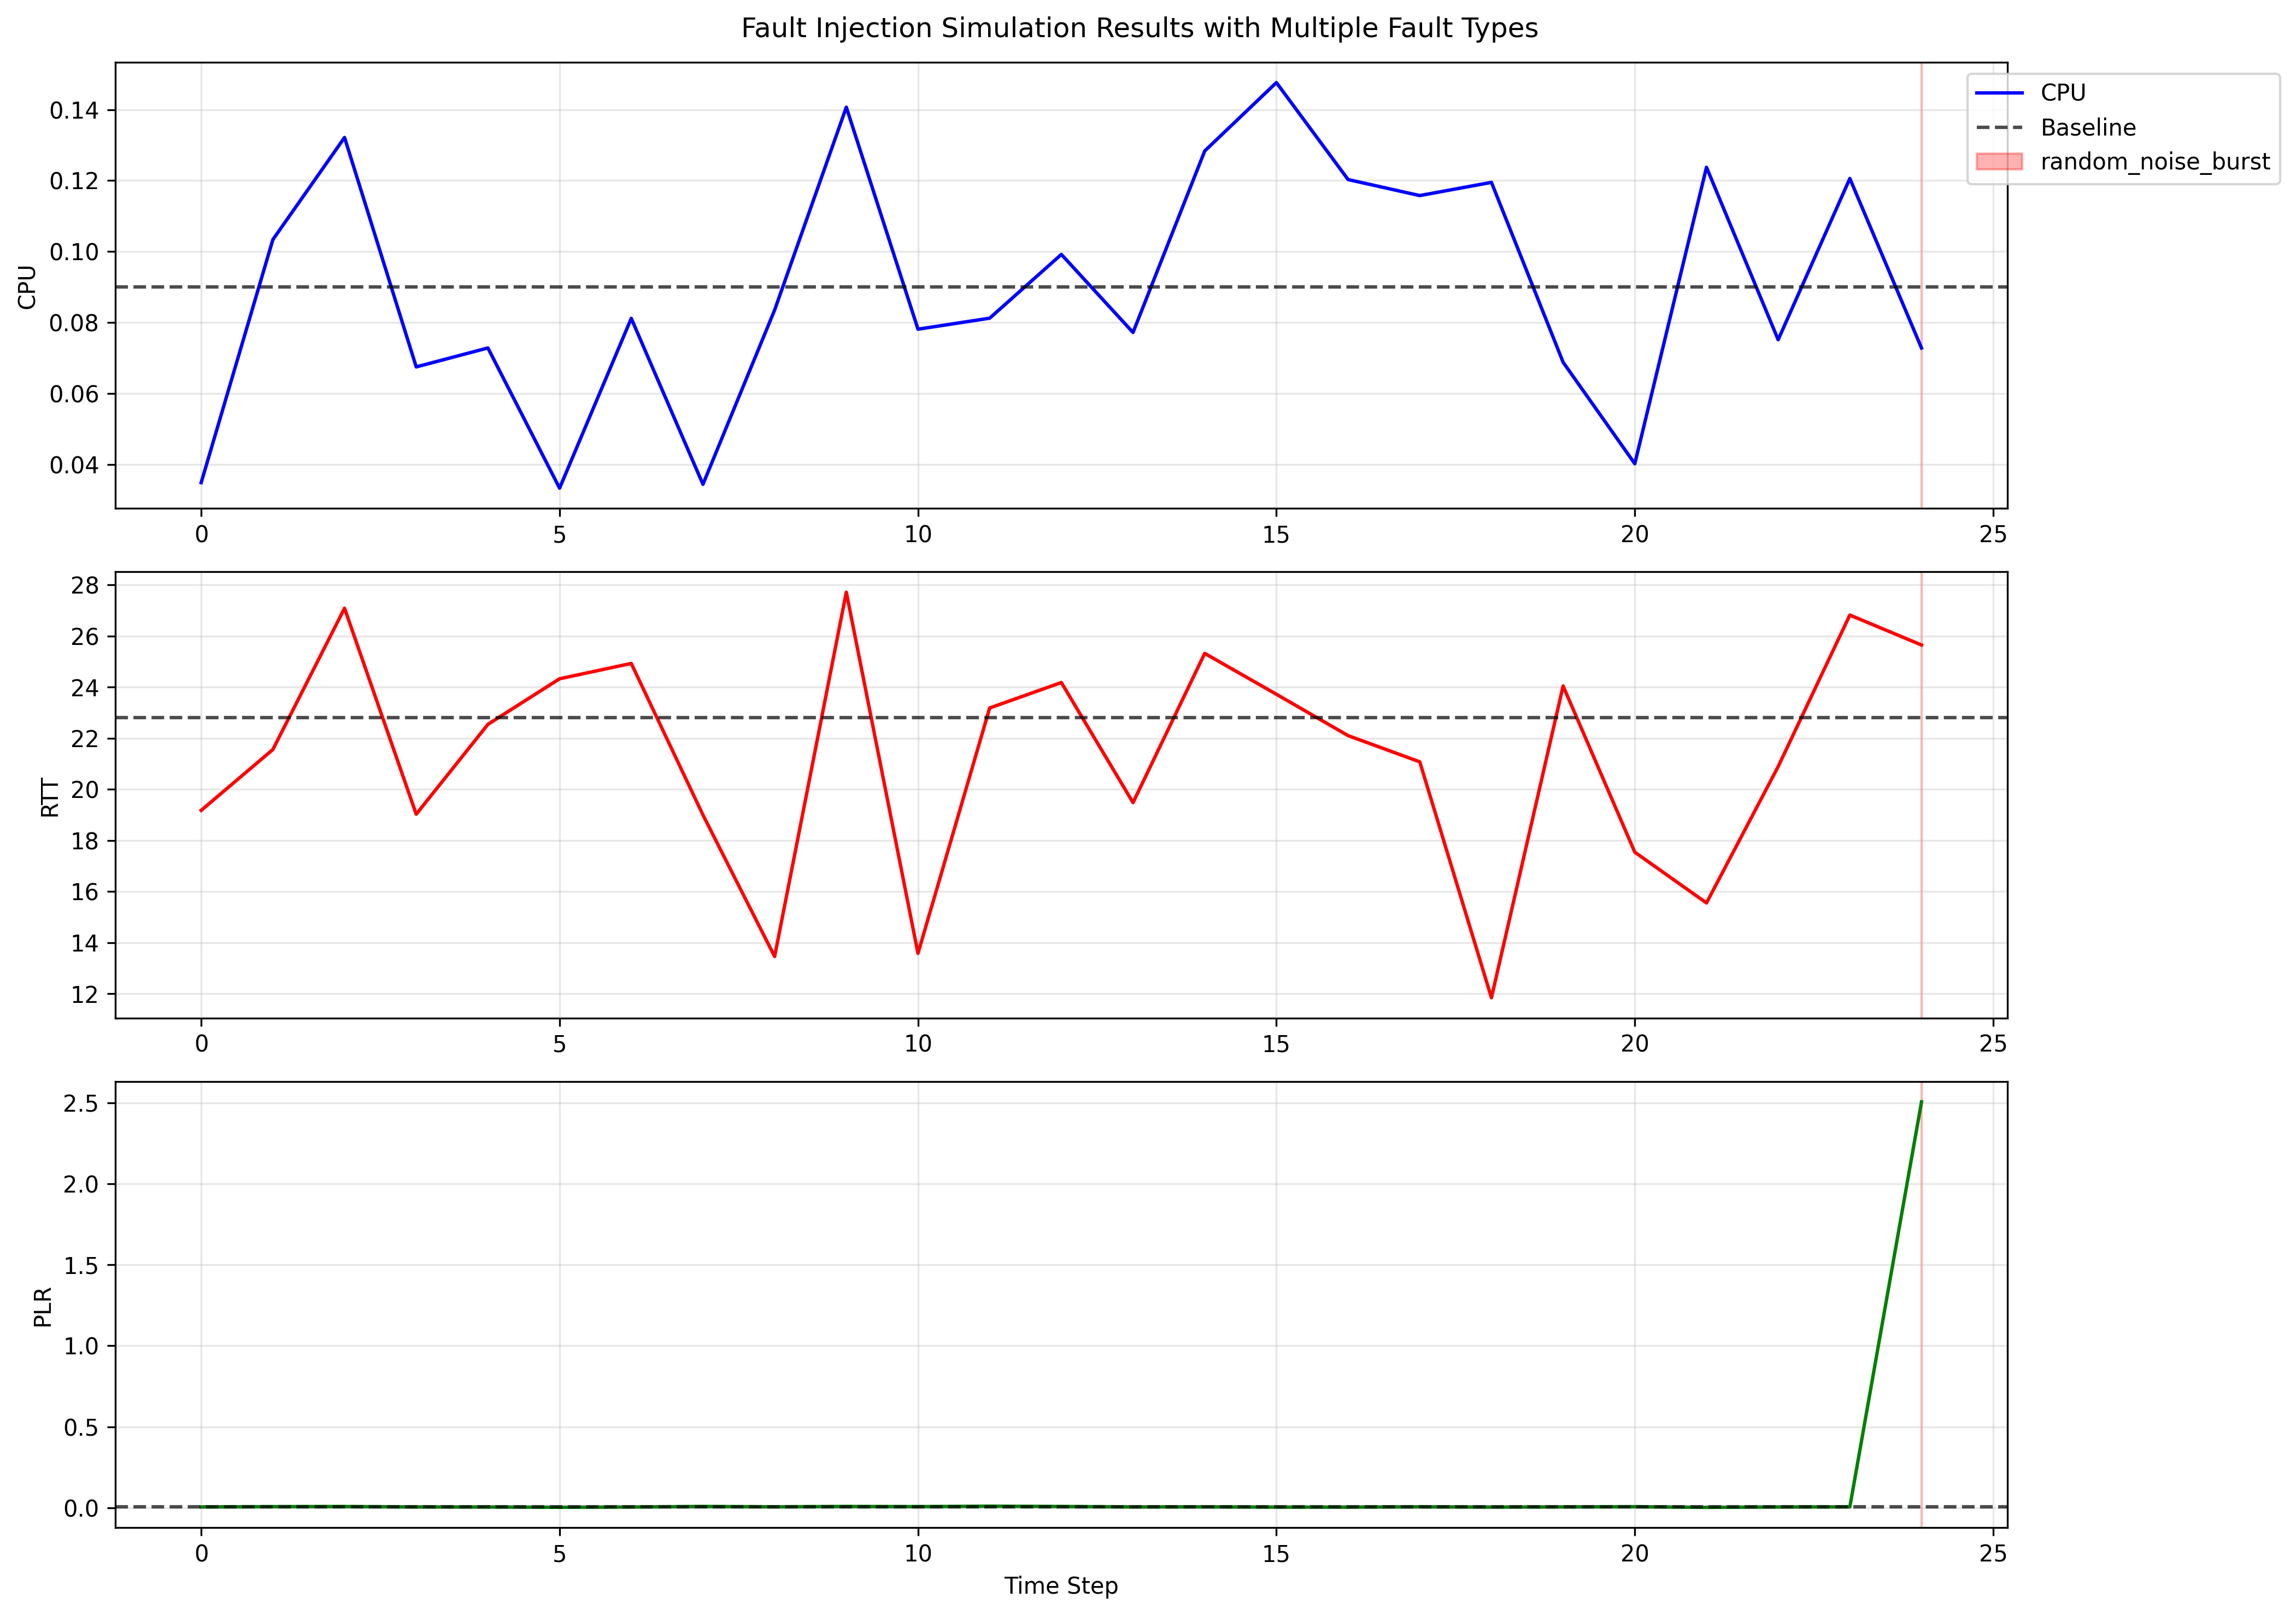 Fault Injection Simulation Results with Multiple Fault Types
CPU
0.14
0.12
0.10
0.08
0.06
0.04
0 5 10 15 20 25
CPU
Baseline
random_noise_burst
RTT
28
26
24
22
20
18
16
14
12
0 5 10 15 20 25
PLR
2.5
2.0
1.5
1.0
0.5
0.0
0 5 10 15 20 25
Time Step